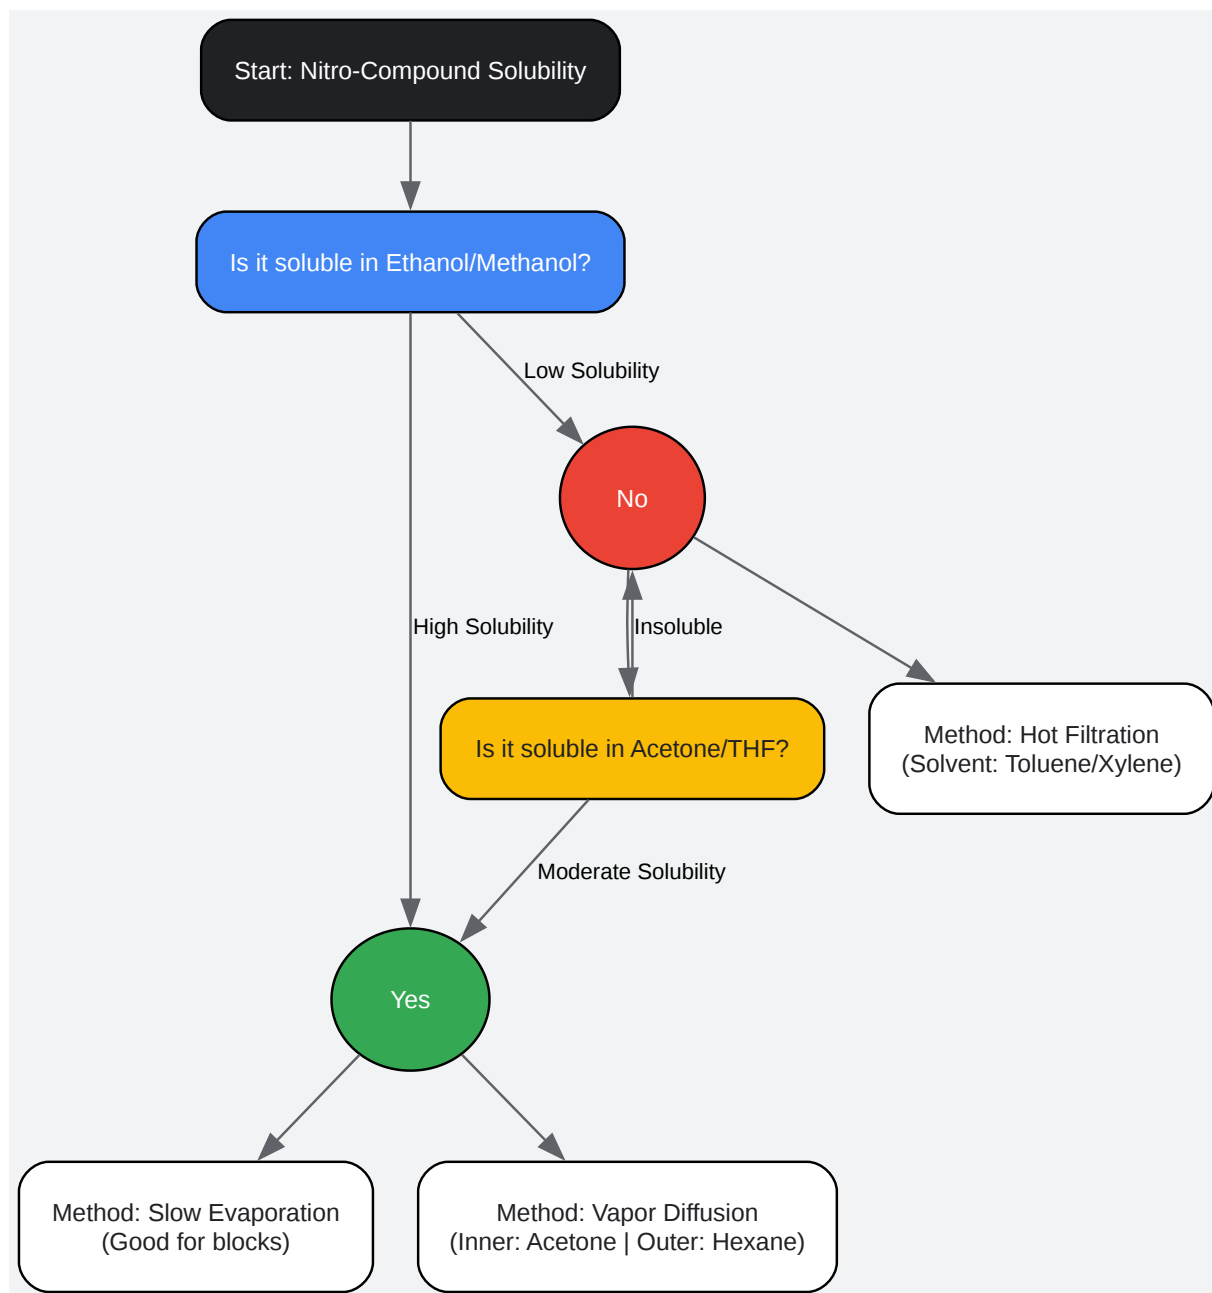 Start: Nitro-Compound Solubility
Is it soluble in Ethanol/Methanol?
Low Solubility
No
High Solubility
Insoluble
Is it soluble in Acetone/THF?
Method: Hot Filtration
(Solvent: Toluene/Xylene)
Moderate Solubility
Yes
Method: Slow Evaporation
(Good for blocks)
Method: Vapor Diffusion
(Inner: Acetone | Outer: Hexane)